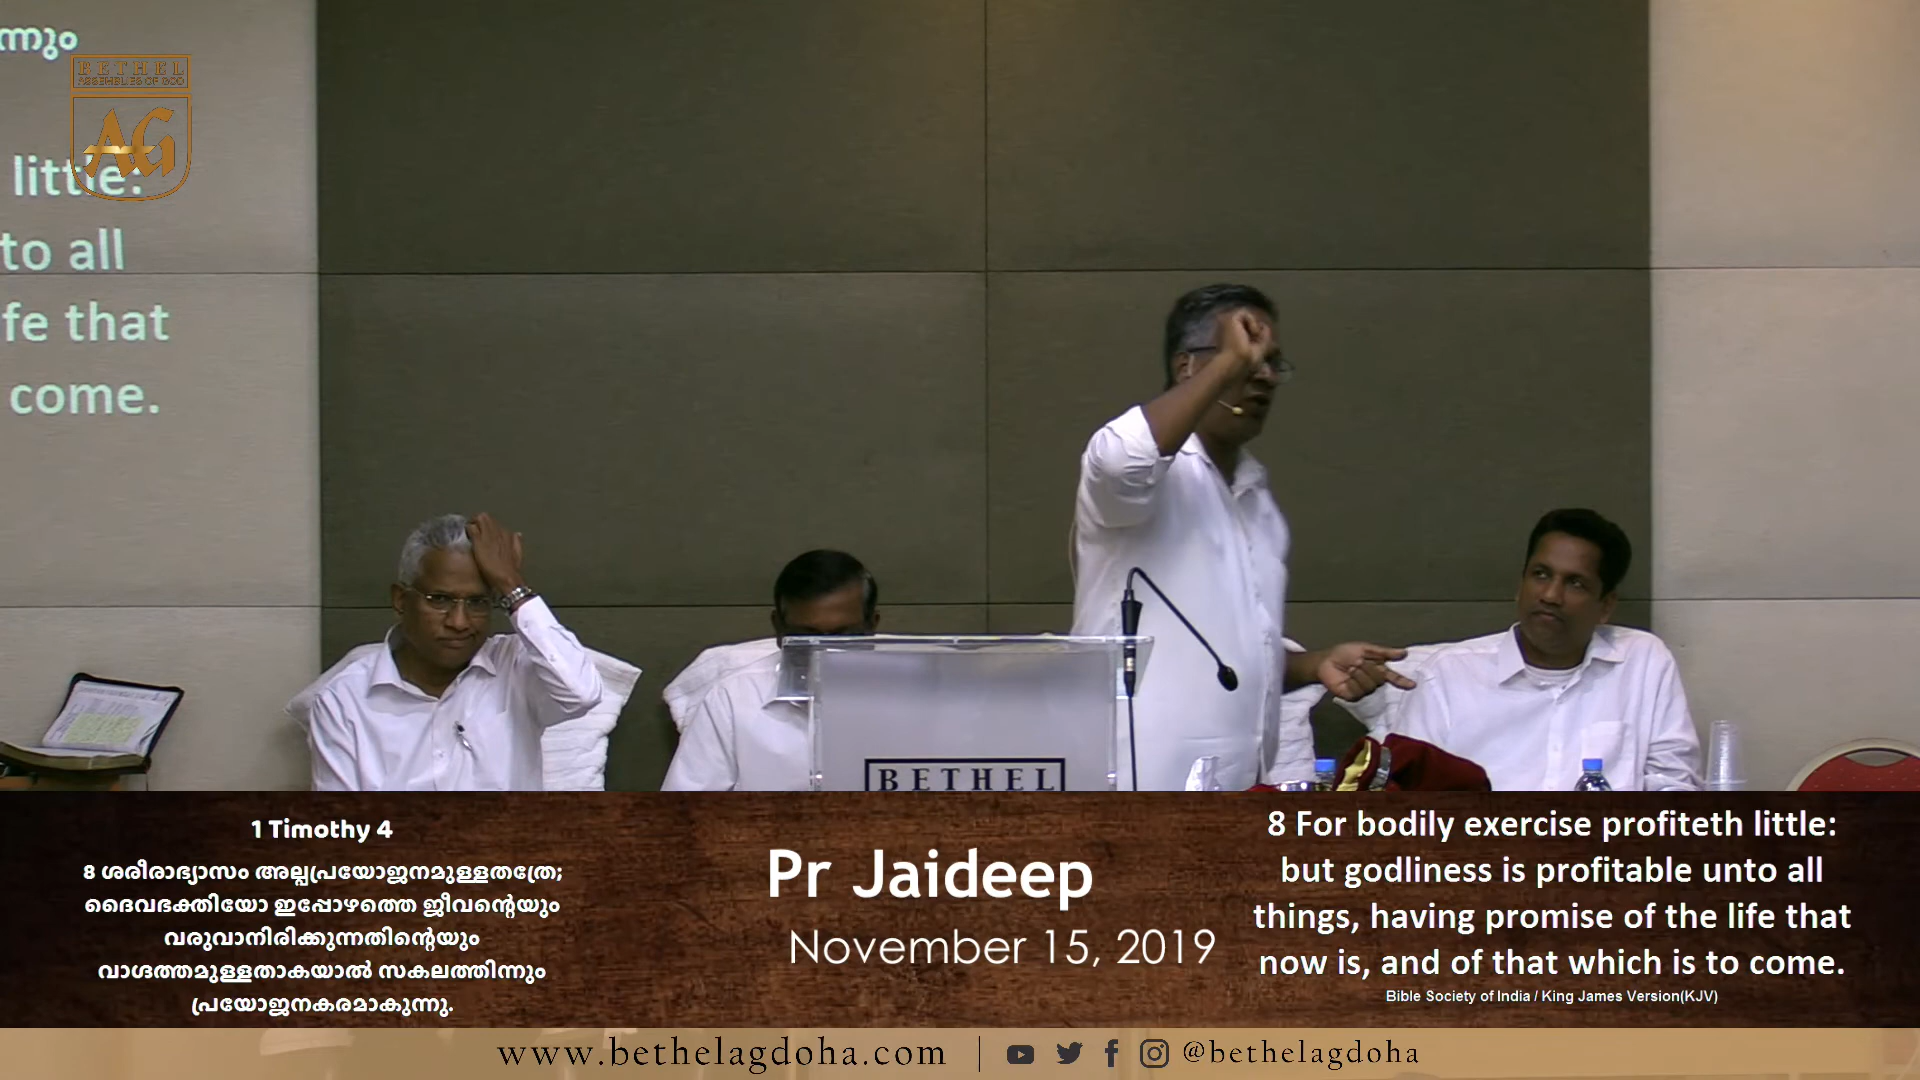 ന്നും
BETHEL
ASSEMBLIES OF GOD
AG
little:
to all
fe that
come.
BETHEL
1 Timothy 4
8 ശരീരാഭ്യാസം അല്പപ്രയോജനമുള്ളതത്രേ;
ദൈവഭക്തിയോ ഇപ്പോഴത്തെ ജീവന്റെയും
വരുവാനിരിക്കുന്നതിന്റെയും
വാഗ്ദത്തമുള്ളതാകയാൽ സകലത്തിന്നും
പ്രയോജനകരമാകുന്നു.
Pr Jaideep
November 15, 2019
8 For bodily exercise profiteth little:
but godliness is profitable unto all
things, having promise of the life that
now is, and of that which is to come.
Bible Society of India / King James Version(KJV)
www.bethelagdoha.com
@bethelagdoha